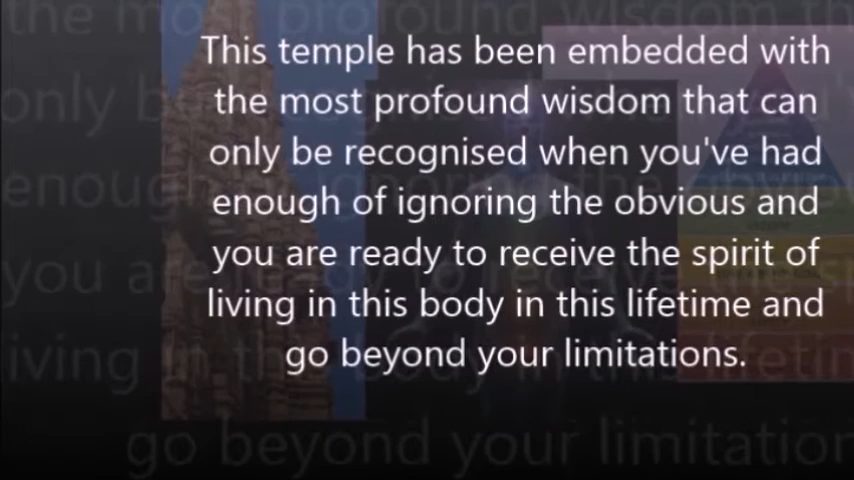 This temple has been embedded with
the most profound wisdom that can
only be recognised when you've had
enough of ignoring the obvious and
you are ready to receive the spirit of
living in this body in this lifetime and
go beyond your limitations.